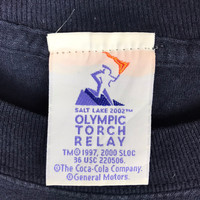 SALT LAKE 2002™
OLYMPIC
TORCH
RELAY
TM © 1997, 2000 SLOC
36 USC 220506.
©The Coca-Cola Company.
©General Motors.